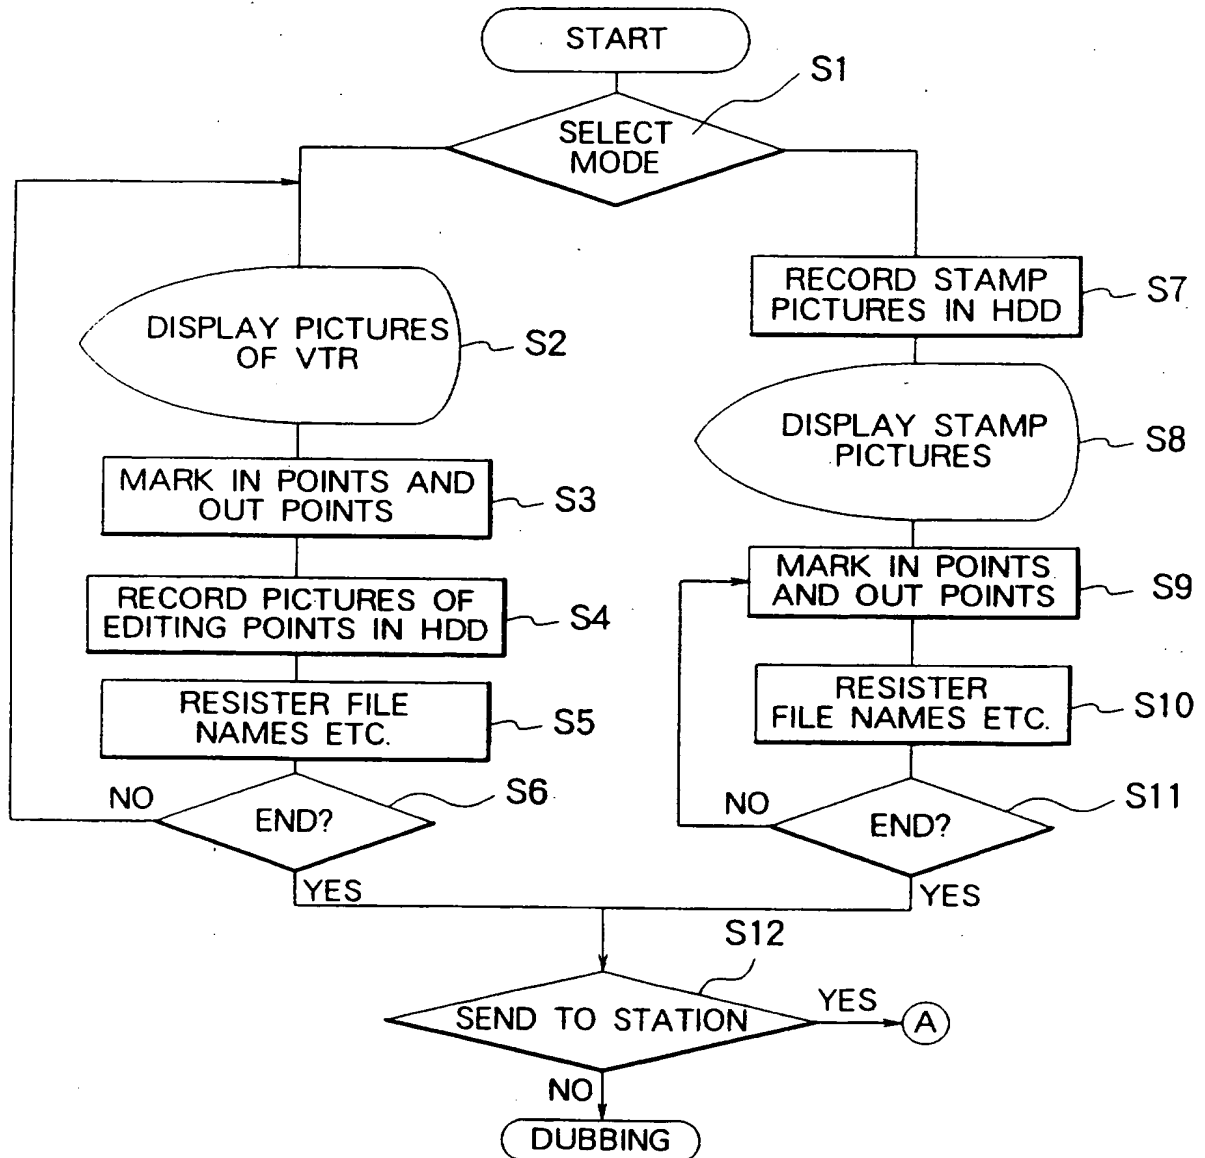 START
S1
SELECT
MODE
DISPLAY PICTURES
OF VTR
S2
MARK IN POINTS AND
OUT POINTS
S3
RECORD PICTURES OF
EDITING POINTS IN HDD
S4
RESISTER FILE
NAMES ETC.
S5
S6
NO
END?
YES
RECORD STAMP
PICTURES IN HDD
S7
DISPLAY STAMP
PICTURES
S8
MARK IN POINTS
AND OUT POINTS
S9
RESISTER
FILE NAMES ETC.
S10
S11
NO
END?
YES
S12
SEND TO STATION
YES
A
NO
DUBBING